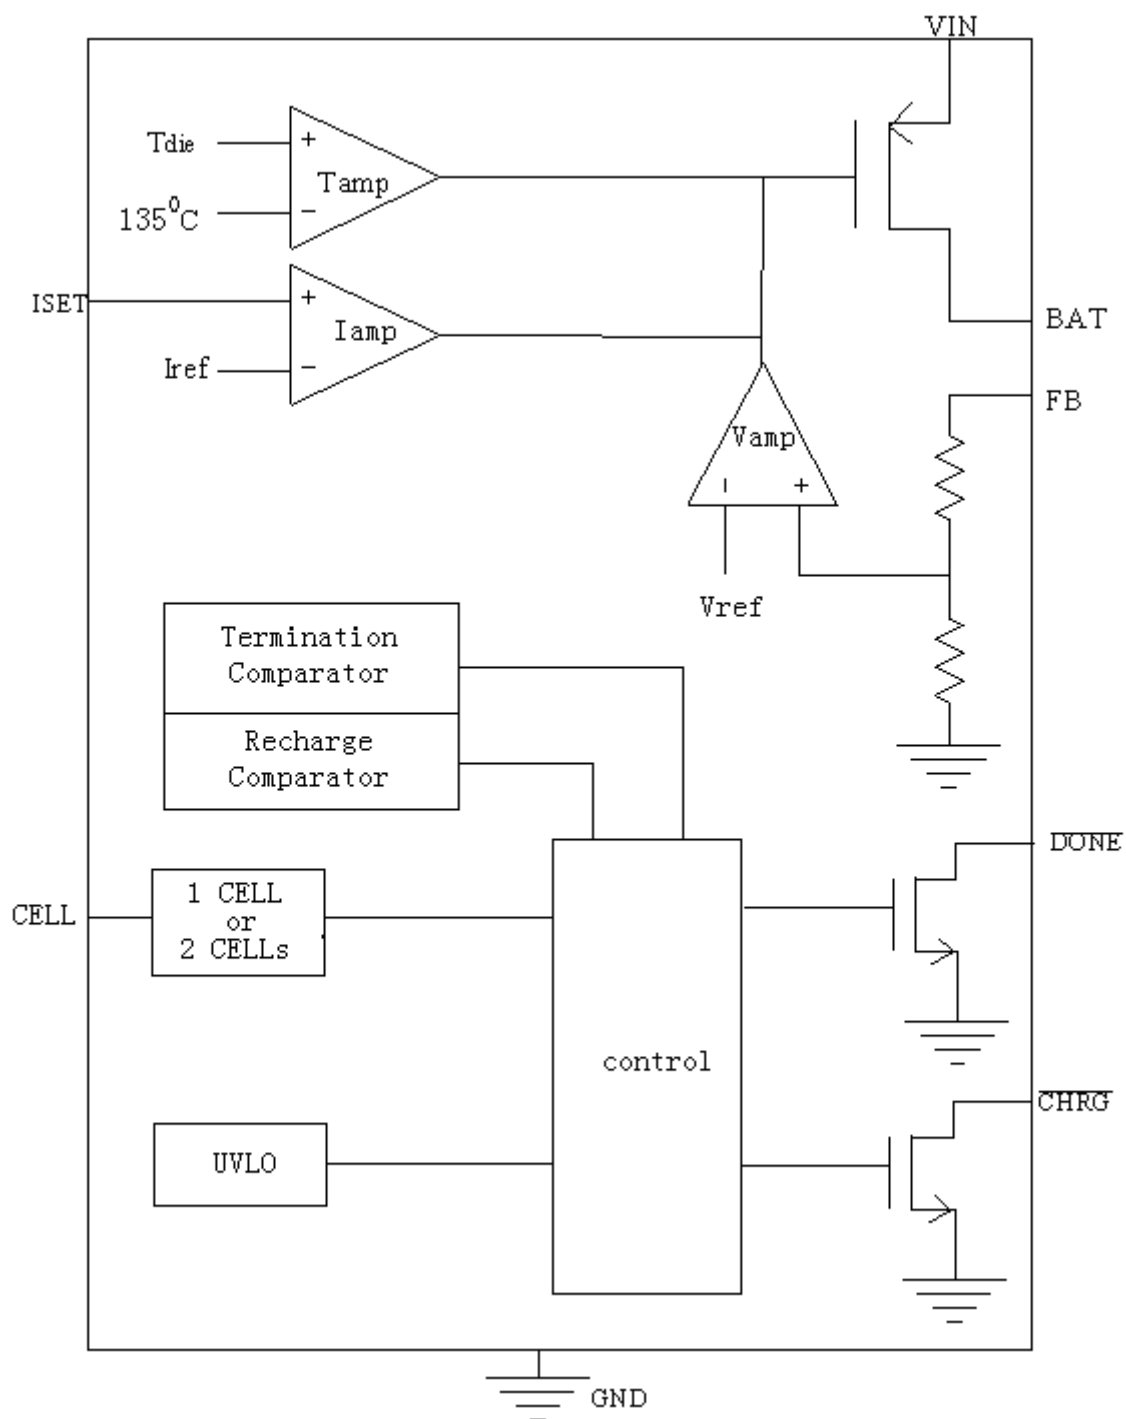 VIN
Tdie
+
Tamp
135⁰C
−
ISET
+
Iamp
Iref
−
BAT
FB
Vamp
−
+
Vref
Termination
Comparator
Recharge
Comparator
DONE
1 CELL
or
2 CELLs
CELL
control
CHRG
UVLO
GND